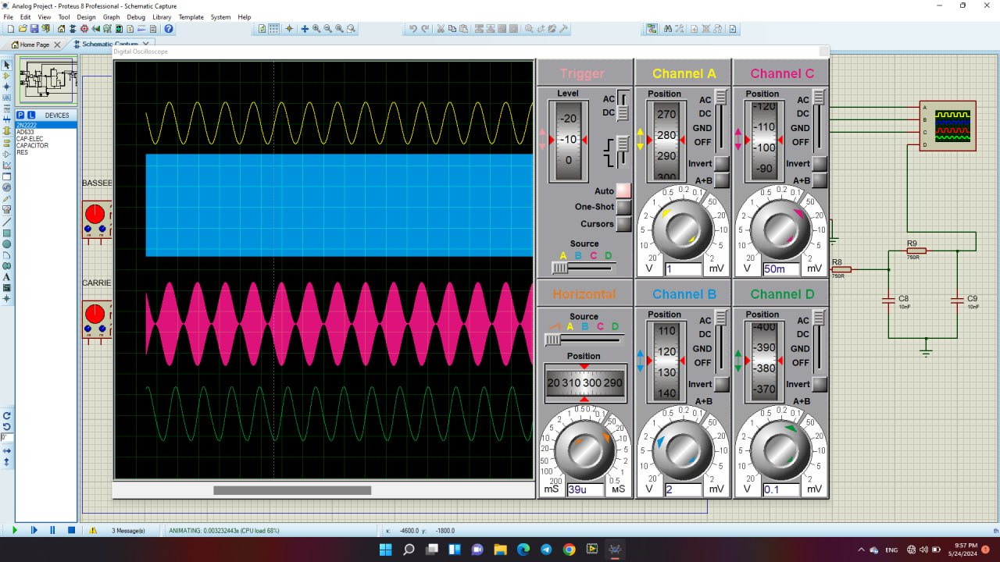 Analog Project - Proteus 8 Professional - Schematic Capture
File Edit View Tool Design Graph Debug Library Template System Help
Home Page
Schematic Capture
Digital Oscilloscope
P L DEVICES
2N2222
AD633
CAP-ELEC
CAPACITOR
RES
BASSEB
CARRIE
Trigger
Level
AC
DC
-20
-10
0
Auto
One-Shot
Cursors
Source
A B C D
Channel A
Position
270
280
290
300
AC
DC
GND
OFF
Invert
A+B
0.5 0.2 0.1
1 50
2 20
5 10
10 5
20 2
V 1 mV
Channel C
Position
-120
-110
-100
-90
AC
DC
GND
OFF
Invert
A+B
0.5 0.2 0.1
1 50
2 20
5 10
10 5
20 2
V 50m mV
Horizontal
Source
A B C D
Position
20 310 300 290
0.5 0.2 0.1
1 50
2 20
5 10
10
20 5
50 2
100 1
200 0.5
mS 39u µS
Channel B
Position
110
120
130
140
AC
DC
GND
OFF
Invert
A+B
0.5 0.2 0.1
1 50
2 20
5 10
10 5
20 2
V 2 mV
Channel D
Position
-400
-390
-380
-370
AC
DC
GND
OFF
Invert
A+B
0.5 0.2 0.1
1 50
2 20
5 10
10 5
20 2
V 0.1 mV
A
B
C
D
R9
750R
R8
750R
C8
10nF
C9
10nF
3 Message(s)
ANIMATING: 0.003232443s (CPU load 68%)
x: -4600.0 y: -1800.0
th
ENG
9:57 PM
5/24/2024
1